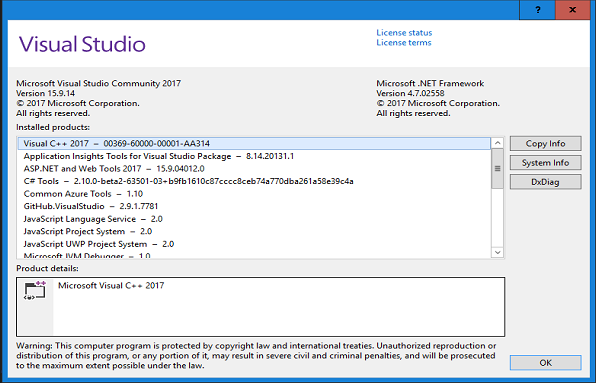 ?
x
Visual Studio
License status
License terms
Microsoft Visual Studio Community 2017
Version 15.9.14
© 2017 Microsoft Corporation.
All rights reserved.
Microsoft .NET Framework
Version 4.7.02558
© 2017 Microsoft Corporation.
All rights reserved.
Installed products:
Visual C++ 2017 – 00369-60000-00001-AA314
Application Insights Tools for Visual Studio Package – 8.14.20131.1
ASP.NET and Web Tools 2017 – 15.9.04012.0
C# Tools – 2.10.0-beta2-63501-03+b9fb1610c87cccc8ceb74a770dba261a58e39c4a
Common Azure Tools – 1.10
GitHub.VisualStudio – 2.9.1.7781
JavaScript Language Service – 2.0
JavaScript Project System – 2.0
JavaScript UWP Project System – 2.0
Microsoft JVM Debugger – 1.0
Copy Info
System Info
DxDiag
Product details:
Microsoft Visual C++ 2017
Warning: This computer program is protected by copyright law and international treaties. Unauthorized reproduction or
distribution of this program, or any portion of it, may result in severe civil and criminal penalties, and will be prosecuted
to the maximum extent possible under the law.
OK